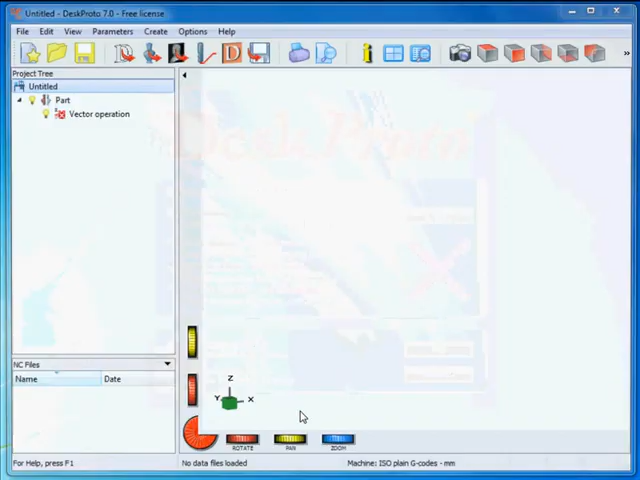 Untitled - DeskProto 7.0 - Free license
File Edit View Parameters Create Options Help
D D »
Project Tree
Untitled
Part
Vector operation
NC Files
Name Date
Z
Y X
ROTATE PAN ZOOM
For Help, press F1 No data files loaded Machine: ISO plain G-codes - mm
DeskProto